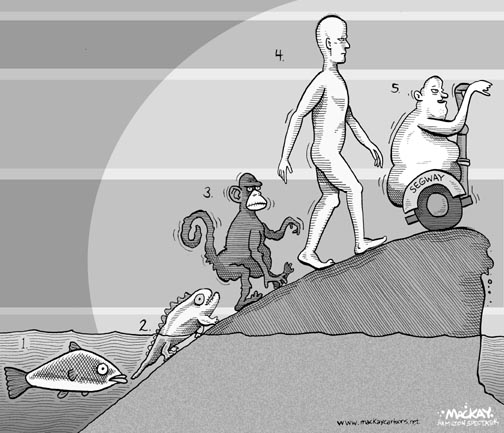 4.
5.
3.
SEGWAY
2.
1.
MACKAY
HAMILTON SPECTATOR
www.mackaycartoons.net